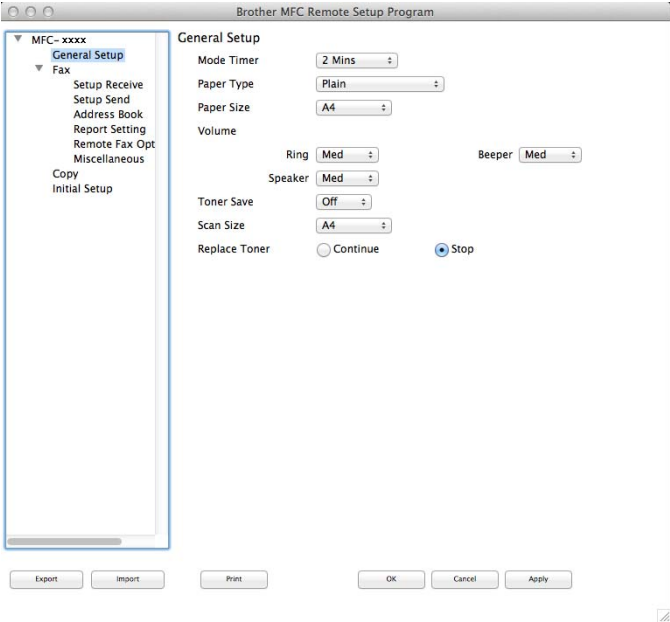 Brother MFC Remote Setup Program
MFC- xxxx
General Setup
Fax
Setup Receive
Setup Send
Address Book
Report Setting
Remote Fax Opt
Miscellaneous
Copy
Initial Setup
General Setup
Mode Timer 2 Mins
Paper Type Plain
Paper Size A4
Volume
Ring Med Beeper Med
Speaker Med
Toner Save Off
Scan Size A4
Replace Toner Continue Stop
Export Import Print OK Cancel Apply